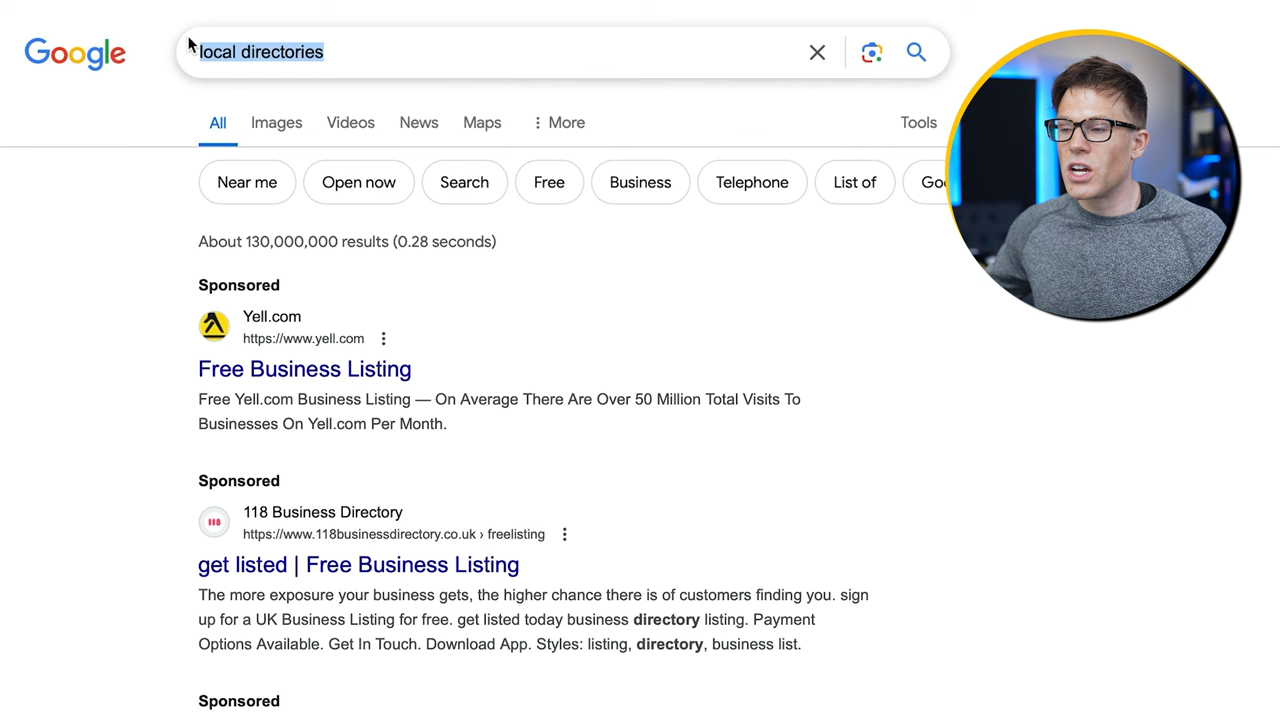 Google
local directories
All Images Videos News Maps More Tools
Near me Open now Search Free Business Telephone List of Goo
About 130,000,000 results (0.28 seconds)
Sponsored
Yell.com
https://www.yell.com
Free Business Listing
Free Yell.com Business Listing — On Average There Are Over 50 Million Total Visits To
Businesses On Yell.com Per Month.
Sponsored
118
118 Business Directory
https://www.118businessdirectory.co.uk › freelisting
get listed | Free Business Listing
The more exposure your business gets, the higher chance there is of customers finding you. sign
up for a UK Business Listing for free. get listed today business directory listing. Payment
Options Available. Get In Touch. Download App. Styles: listing, directory, business list.
Sponsored